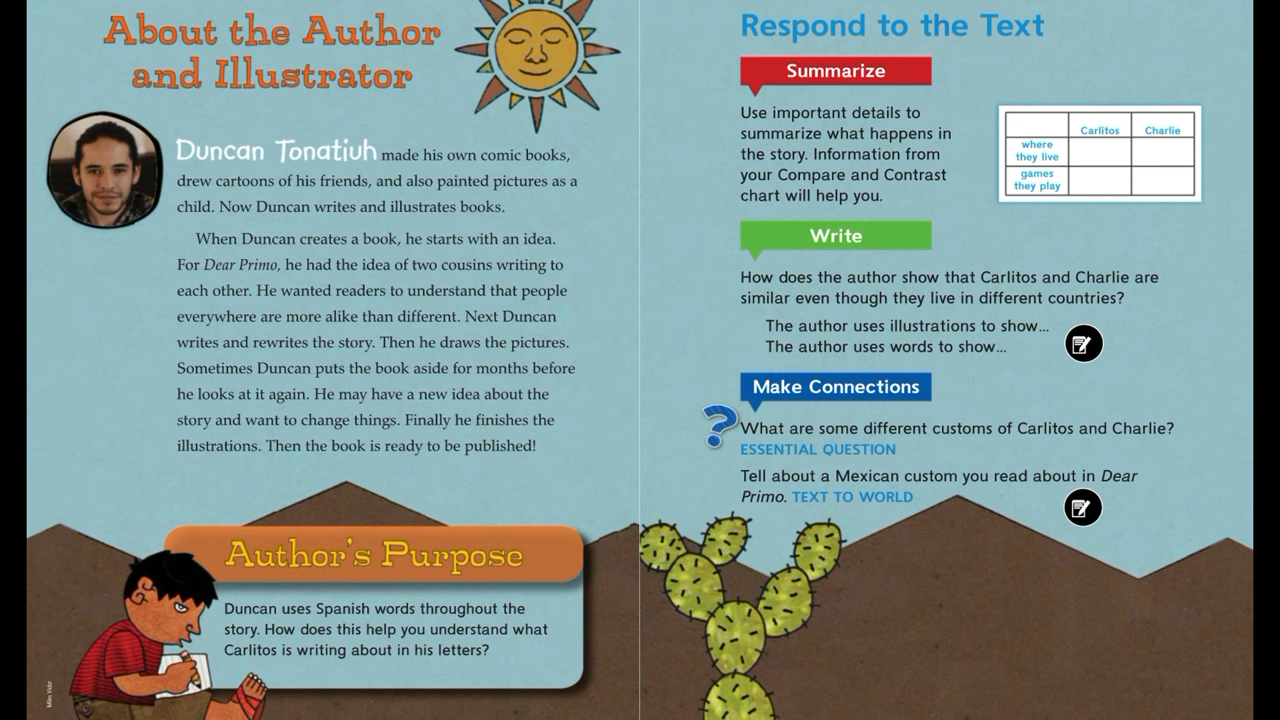 About the Author
and Illustrator
Duncan Tonatiuh made his own comic books,
drew cartoons of his friends, and also painted pictures as a
child. Now Duncan writes and illustrates books.
When Duncan creates a book, he starts with an idea.
For Dear Primo, he had the idea of two cousins writing to
each other. He wanted readers to understand that people
everywhere are more alike than different. Next Duncan
writes and rewrites the story. Then he draws the pictures.
Sometimes Duncan puts the book aside for months before
he looks at it again. He may have a new idea about the
story and want to change things. Finally he finishes the
illustrations. Then the book is ready to be published!
Author's Purpose
Duncan uses Spanish words throughout the
story. How does this help you understand what
Carlitos is writing about in his letters?
Miles Vidor
Respond to the Text
Summarize
Use important details to
summarize what happens in
the story. Information from
your Compare and Contrast
chart will help you.
Carlitos Charlie
where
they live
games
they play
Write
How does the author show that Carlitos and Charlie are
similar even though they live in different countries?
The author uses illustrations to show...
The author uses words to show...
Make Connections
? What are some different customs of Carlitos and Charlie?
ESSENTIAL QUESTION
Tell about a Mexican custom you read about in Dear
Primo. TEXT TO WORLD